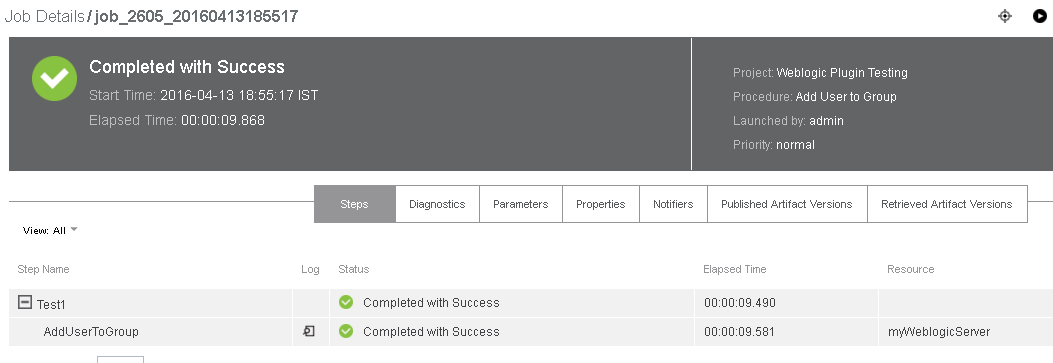 Job Details / job_2605_20160413185517
Completed with Success
Start Time: 2016-04-13 18:55:17 IST
Elapsed Time: 00:00:09.868
Project: Weblogic Plugin Testing
Procedure: Add User to Group
Launched by: admin
Priority: normal
Steps Diagnostics Parameters Properties Notifiers Published Artifact Versions Retrieved Artifact Versions
View: All
Step Name Log Status Elapsed Time Resource
Test1 Completed with Success 00:00:09.490
AddUserToGroup Completed with Success 00:00:09.581 myWeblogicServer